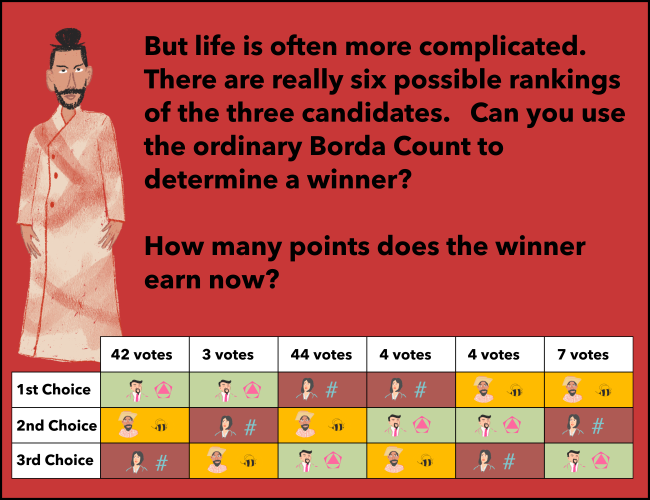 But life is often more complicated.
There are really six possible rankings
of the three candidates. Can you use
the ordinary Borda Count to
determine a winner?
How many points does the winner
earn now?
42 votes 3 votes 44 votes 4 votes 4 votes 7 votes
1st Choice # #
2nd Choice # #
3rd Choice # #